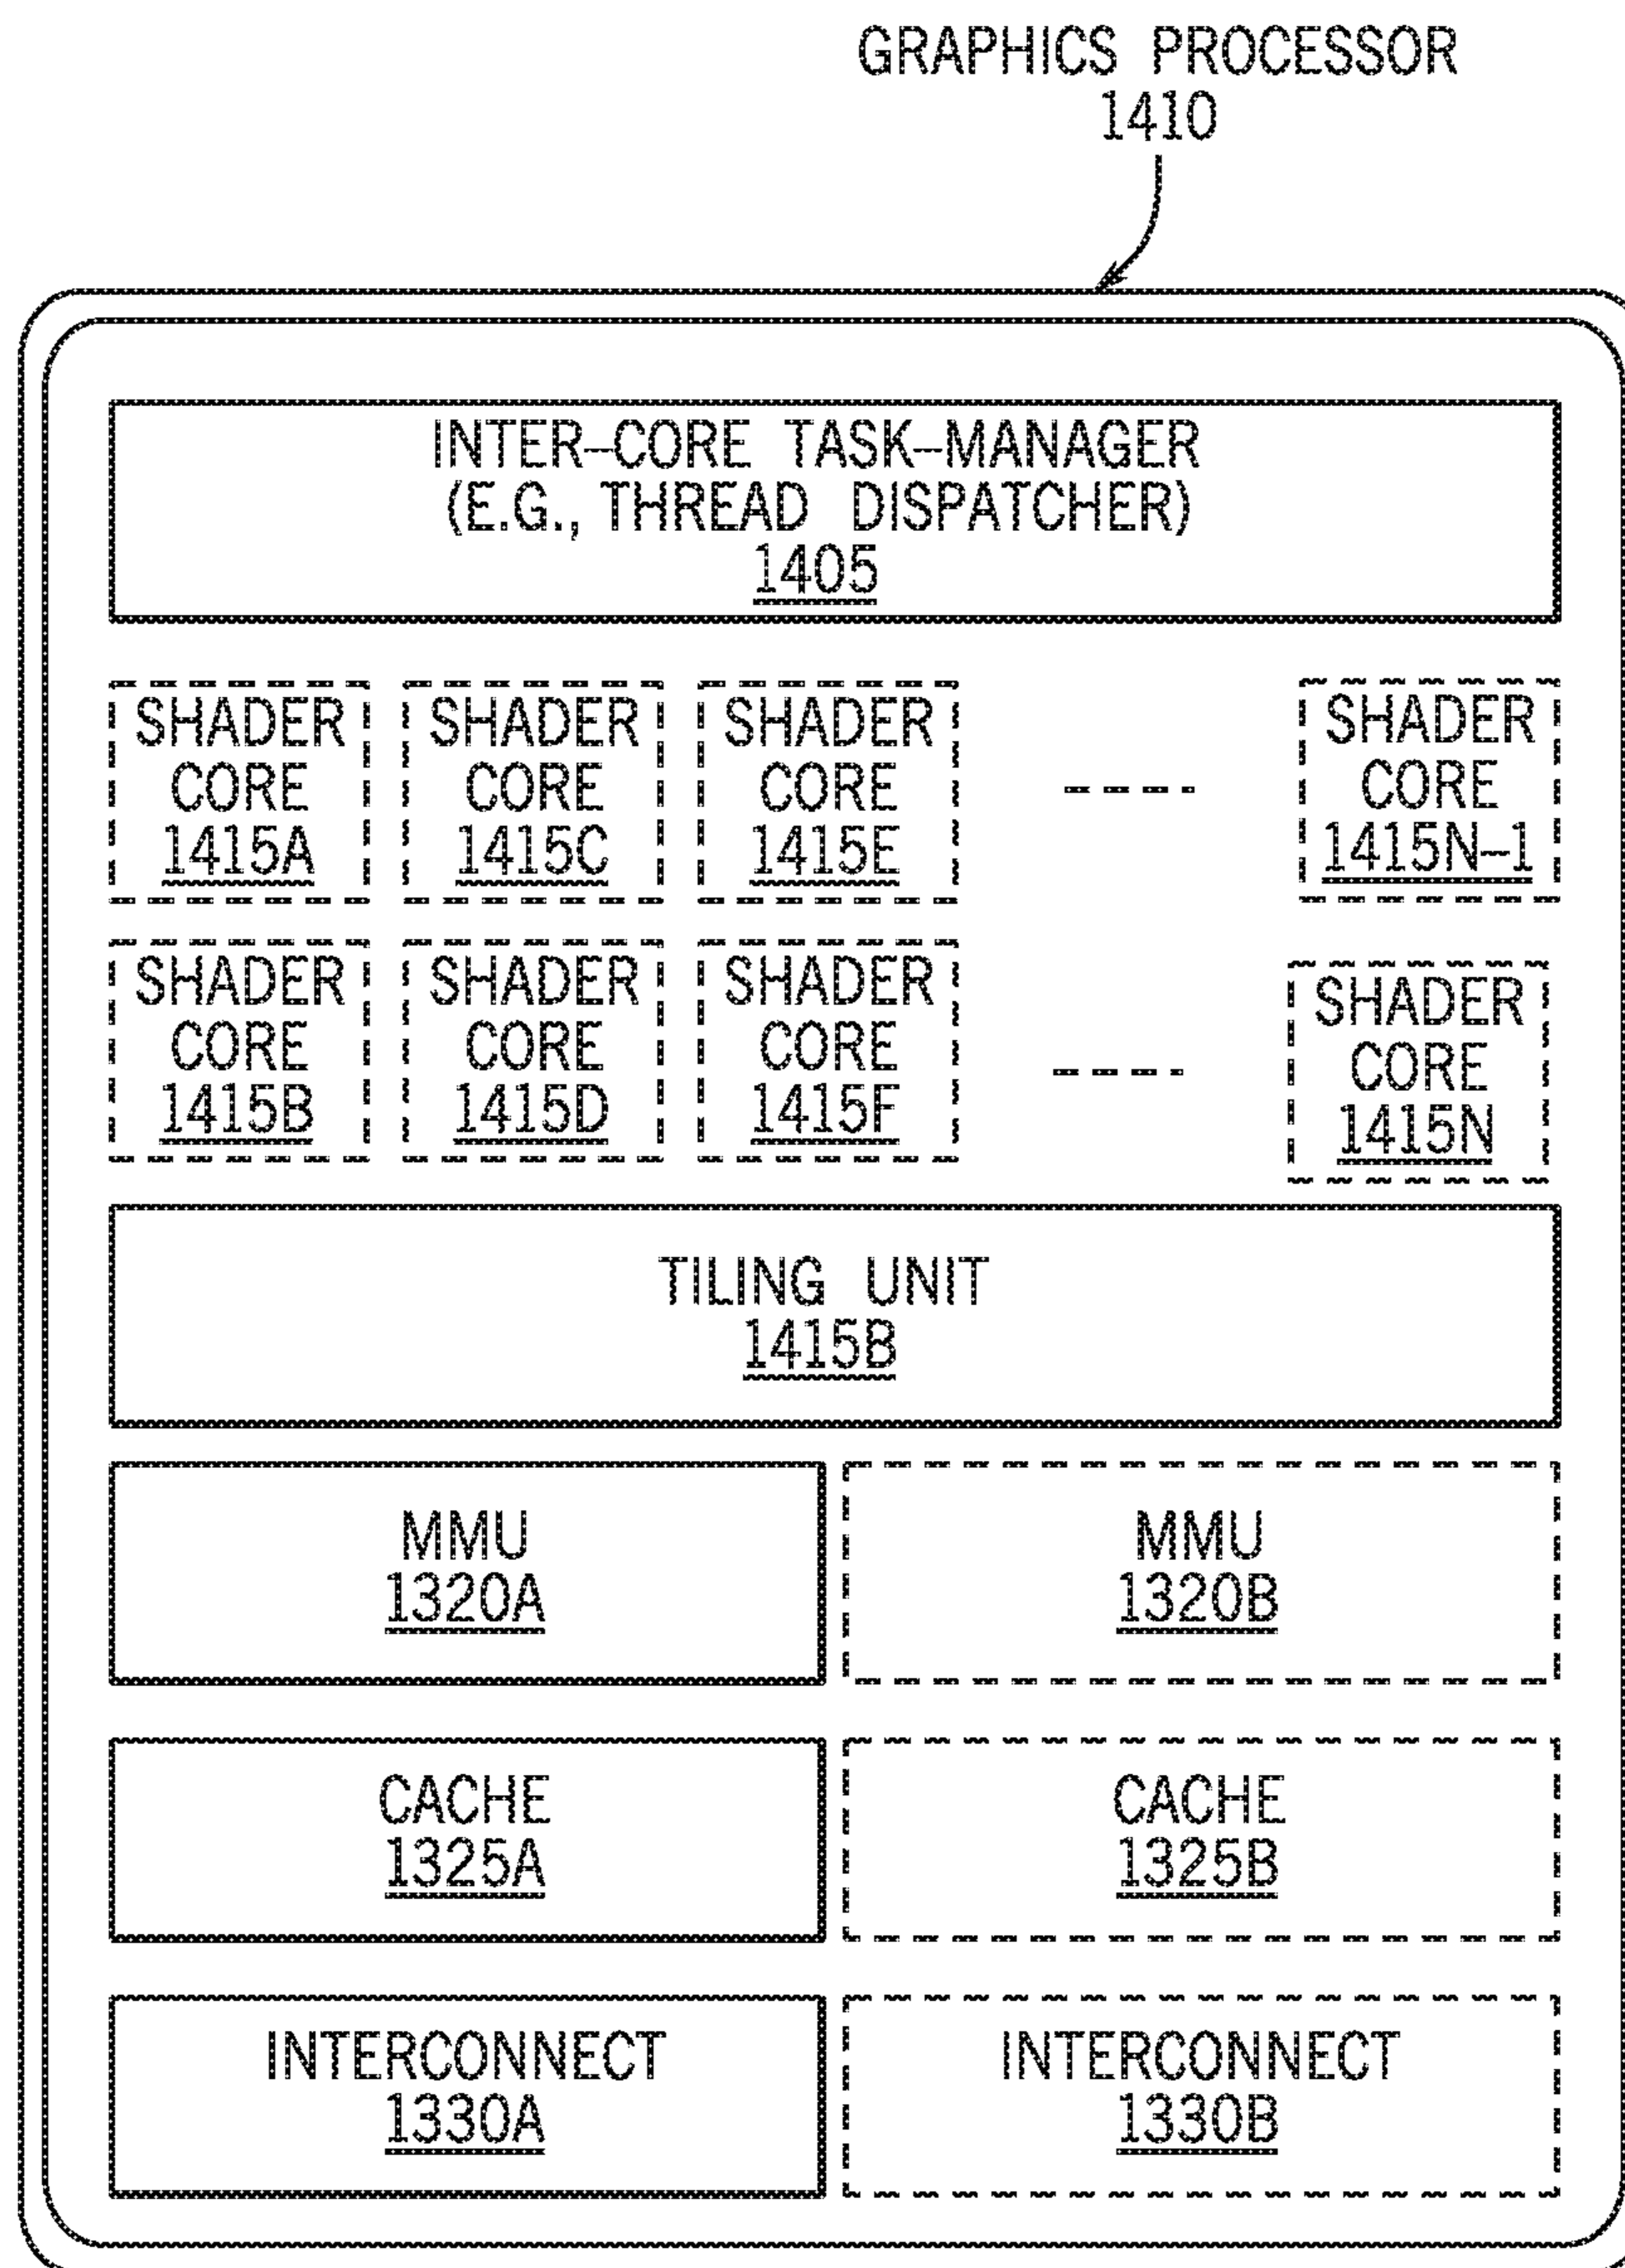 GRAPHICS PROCESSOR
1410
INTER-CORE TASK-MANAGER
(E.G., THREAD DISPATCHER)
1405
SHADER
CORE
1415A
SHADER
CORE
1415C
SHADER
CORE
1415E
SHADER
CORE
1415N-1
SHADER
CORE
1415B
SHADER
CORE
1415D
SHADER
CORE
1415F
SHADER
CORE
1415N
TILING UNIT
1415B
MMU
1320A
MMU
1320B
CACHE
1325A
CACHE
1325B
INTERCONNECT
1330A
INTERCONNECT
1330B